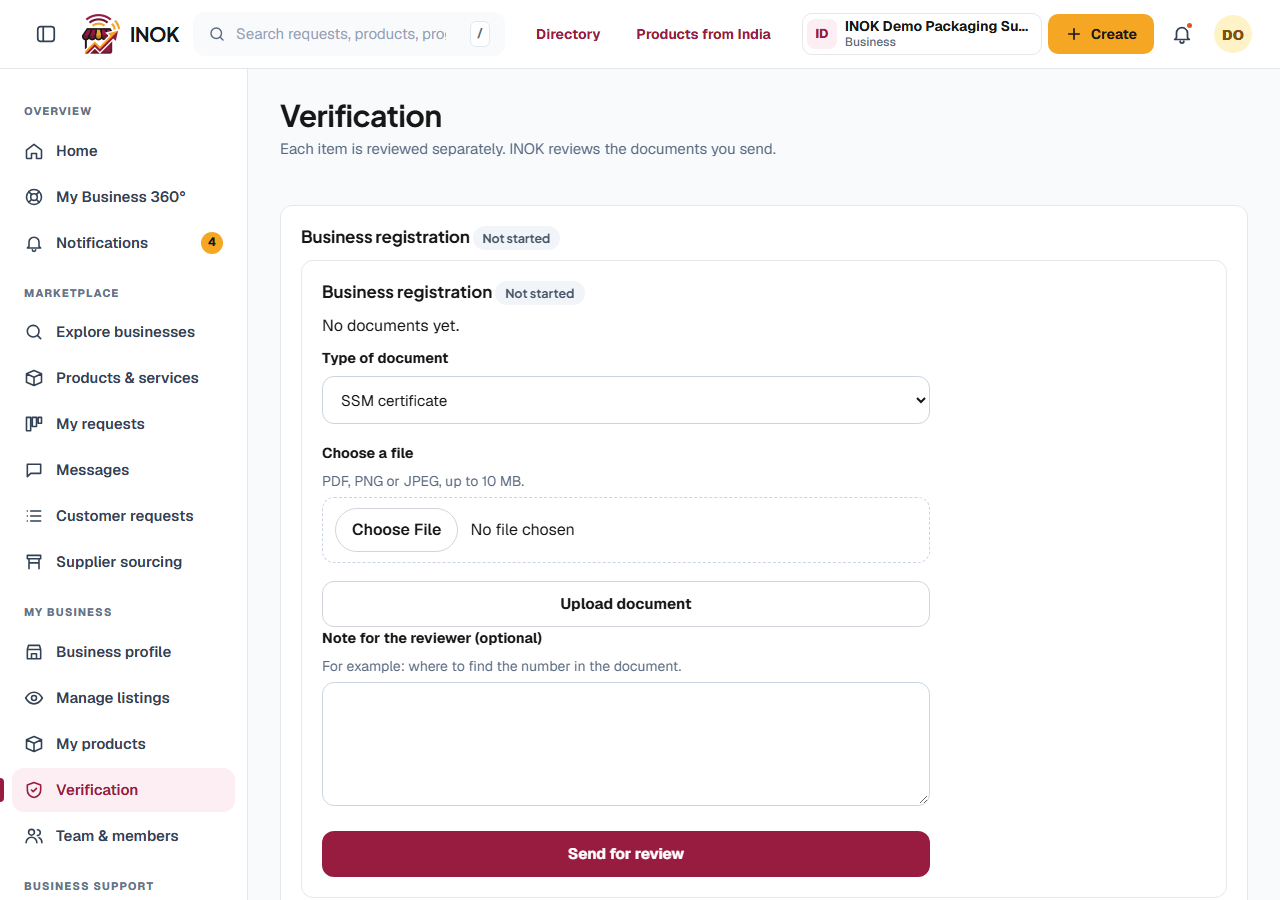 INOK
Search requests, products, pro
/
Directory
Products from India
ID
INOK Demo Packaging Su...
Business
+ Create
DO
OVERVIEW
Home
My Business 360°
Notifications
4
MARKETPLACE
Explore businesses
Products & services
My requests
Messages
Customer requests
Supplier sourcing
MY BUSINESS
Business profile
Manage listings
My products
Verification
Team & members
BUSINESS SUPPORT
Verification
Each item is reviewed separately. INOK reviews the documents you send.
Business registration Not started
Business registration Not started
No documents yet.
Type of document
SSM certificate
Choose a file
PDF, PNG or JPEG, up to 10 MB.
Choose File No file chosen
Upload document
Note for the reviewer (optional)
For example: where to find the number in the document.
Send for review